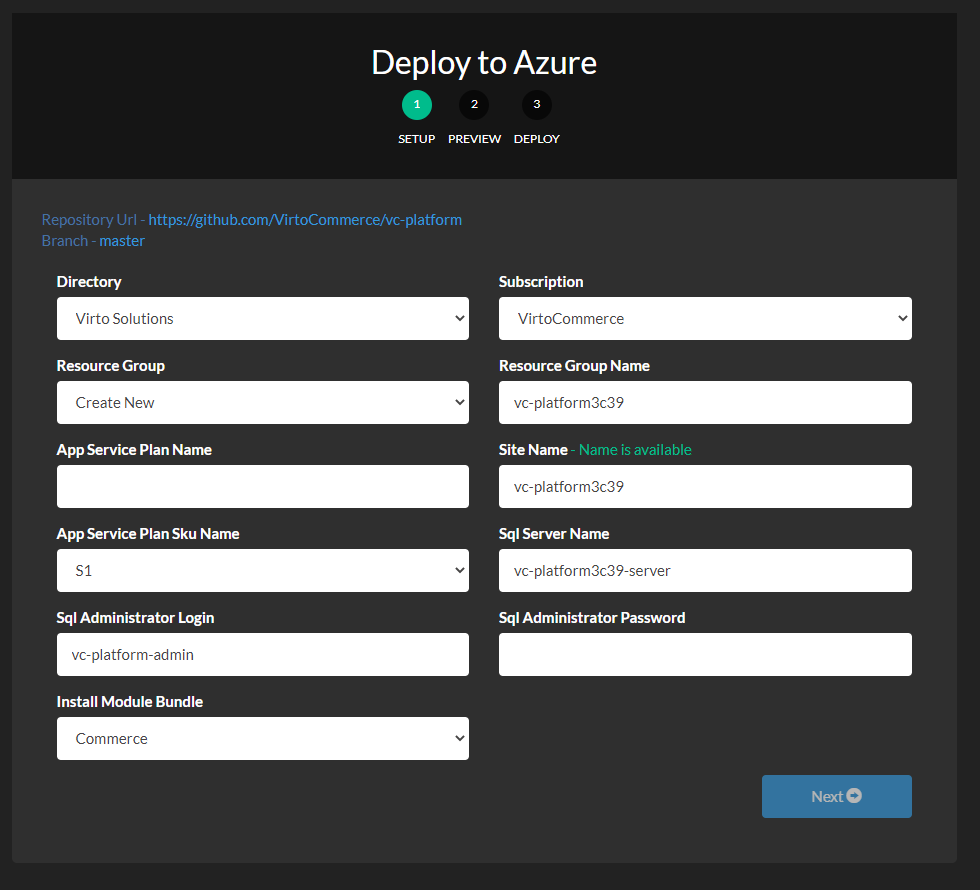 Deploy to Azure
1 2 3
SETUP PREVIEW DEPLOY
Repository Url - https://github.com/VirtoCommerce/vc-platform
Branch - master
Directory Subscription
Virto Solutions VirtoCommerce
Resource Group Resource Group Name
Create New vc-platform3c39
App Service Plan Name Site Name - Name is available
vc-platform3c39
App Service Plan Sku Name Sql Server Name
S1 vc-platform3c39-server
Sql Administrator Login Sql Administrator Password
vc-platform-admin
Install Module Bundle
Commerce
Next